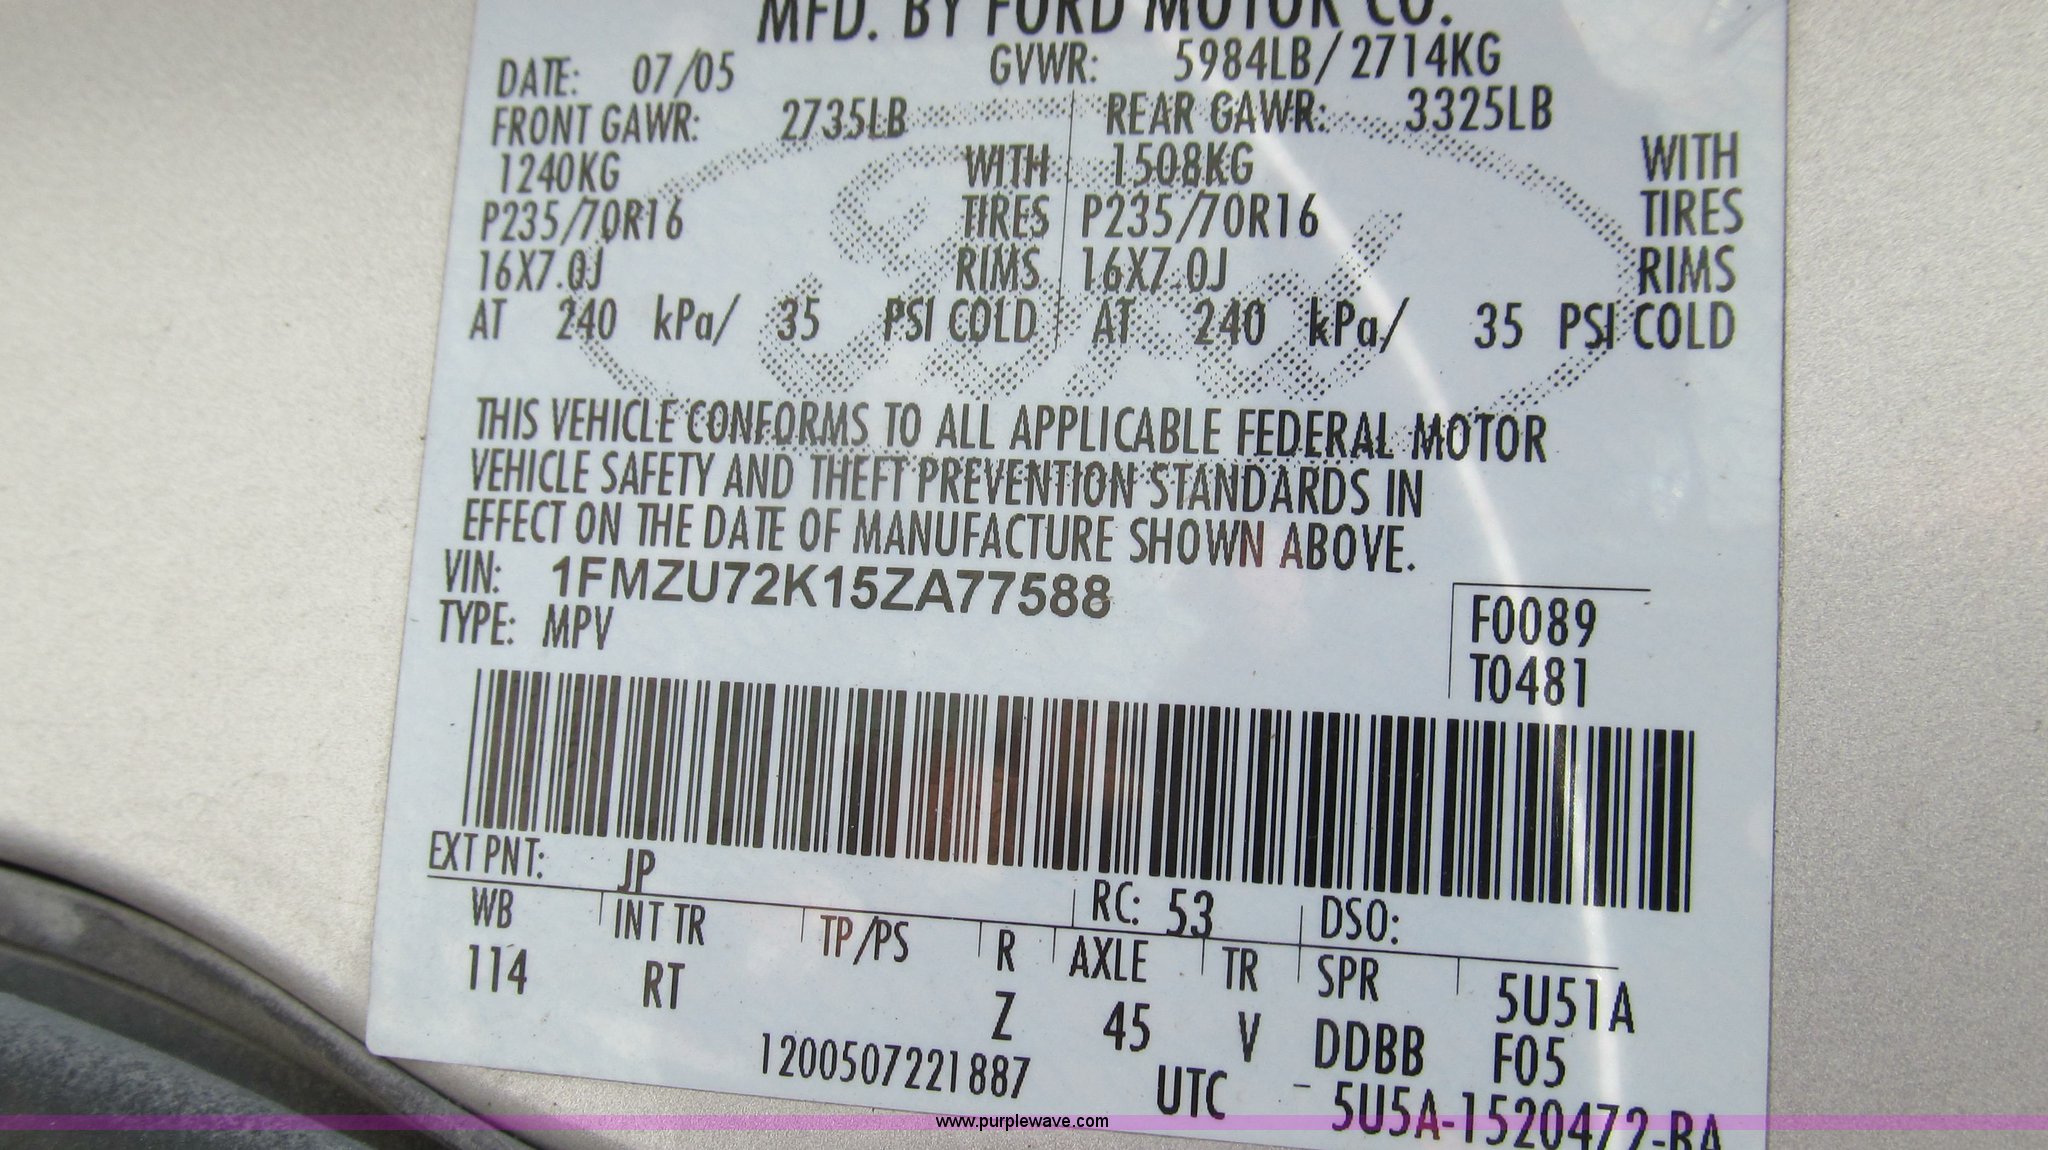 MFD. BY FORD MOTOR CO.
DATE: 07/05 GVWR: 5984LB/2714KG
FRONT GAWR: 2735LB REAR GAWR: 3325LB
1240KG WITH 1508KG WITH
P235/70R16 TIRES P235/70R16 TIRES
16X7.0J RIMS 16X7.0J RIMS
AT 240 kPa/ 35 PSI COLD AT 240 kPa/ 35 PSI COLD
Ford
THIS VEHICLE CONFORMS TO ALL APPLICABLE FEDERAL MOTOR
VEHICLE SAFETY AND THEFT PREVENTION STANDARDS IN
EFFECT ON THE DATE OF MANUFACTURE SHOWN ABOVE.
VIN: 1FMZU72K15ZA77588
TYPE: MPV
F0089
T0481
EXT PNT: JP RC: 53 DSO:
WB INT TR TP/PS R AXLE TR SPR 5U51A
114 RT Z 45 V DDBB F05
1200507221887 UTC - 5U5A-1520472-BA
www.purplewave.com